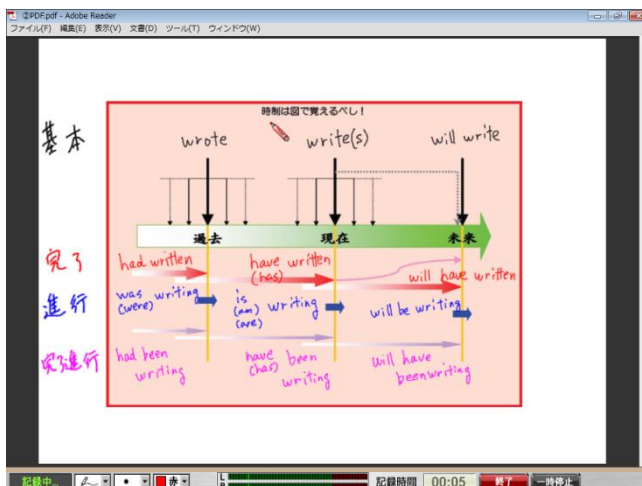 ②PDF.pdf - Adobe Reader
ファイル(F) 編集(E) 表示(V) 文書(D) ツール(T) ウィンドウ(W)
時制は図で覚えるべし！
基本 wrote write(s) will write
過去 現在 未来
完了 had written have written will have written
(has)
進行 was writing is writing will be writing
(were) (am)
(are)
完了進行 had been have been will have
(has)
writing writing beenwriting
記録中... 赤 L R 記録時間 00:05 終了 一時停止